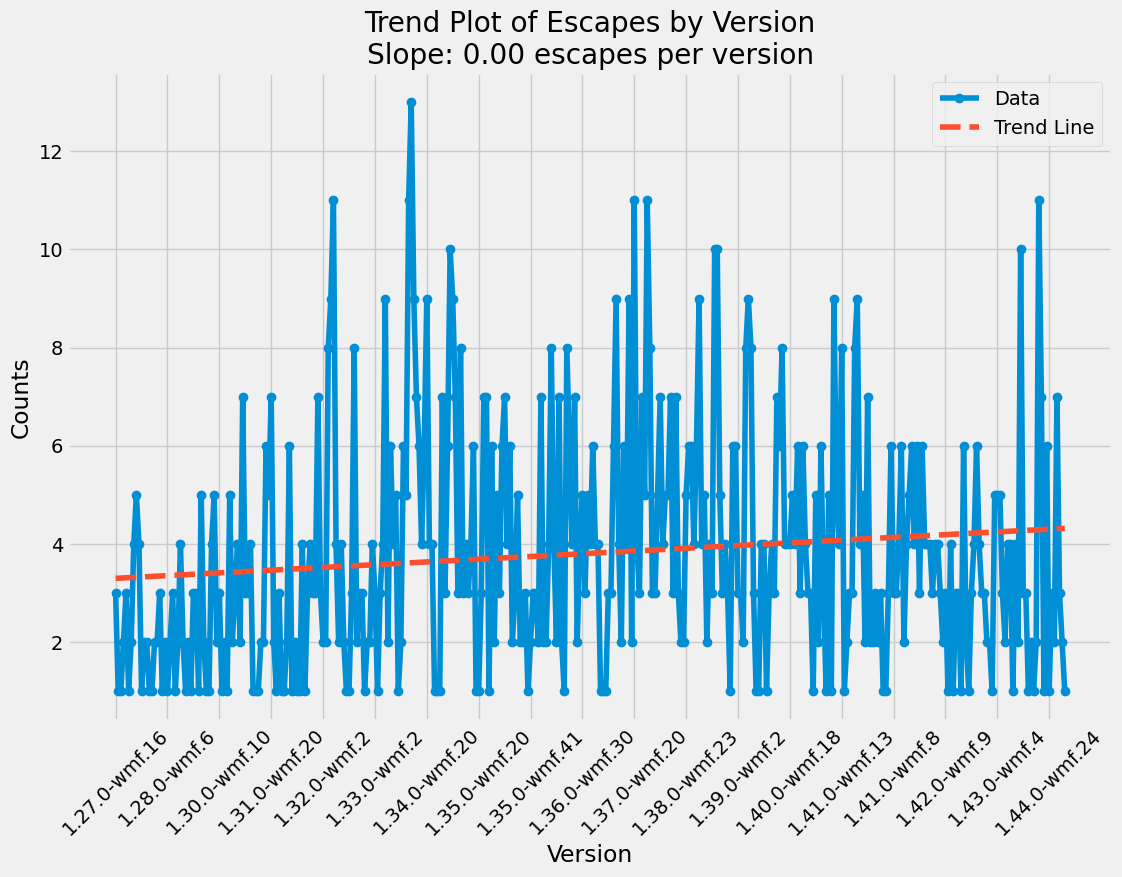 Trend Plot of Escapes by Version
Slope: 0.00 escapes per version
Data
Trend Line
12
10
8
6
4
2
Counts
1.27.0-wmf.16
1.28.0-wmf.6
1.30.0-wmf.10
1.31.0-wmf.20
1.32.0-wmf.2
1.33.0-wmf.2
1.34.0-wmf.20
1.35.0-wmf.20
1.35.0-wmf.41
1.36.0-wmf.30
1.37.0-wmf.20
1.38.0-wmf.23
1.39.0-wmf.2
1.40.0-wmf.18
1.41.0-wmf.13
1.41.0-wmf.8
1.42.0-wmf.9
1.43.0-wmf.4
1.44.0-wmf.24
Version